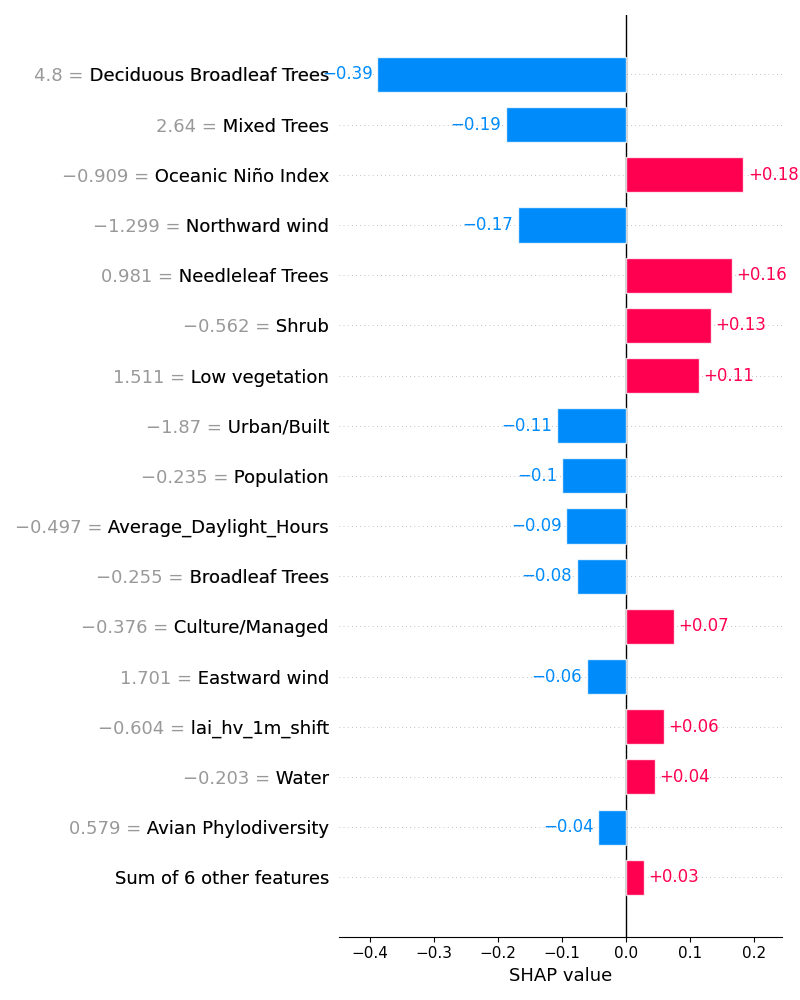 4.8 = Deciduous Broadleaf Trees −0.39
2.64 = Mixed Trees −0.19
−0.909 = Oceanic Niño Index +0.18
−1.299 = Northward wind −0.17
0.981 = Needleleaf Trees +0.16
−0.562 = Shrub +0.13
1.511 = Low vegetation +0.11
−1.87 = Urban/Built −0.11
−0.235 = Population −0.1
−0.497 = Average_Daylight_Hours −0.09
−0.255 = Broadleaf Trees −0.08
−0.376 = Culture/Managed +0.07
1.701 = Eastward wind −0.06
−0.604 = lai_hv_1m_shift +0.06
−0.203 = Water +0.04
0.579 = Avian Phylodiversity −0.04
Sum of 6 other features +0.03
−0.4 −0.3 −0.2 −0.1 0.0 0.1 0.2
SHAP value